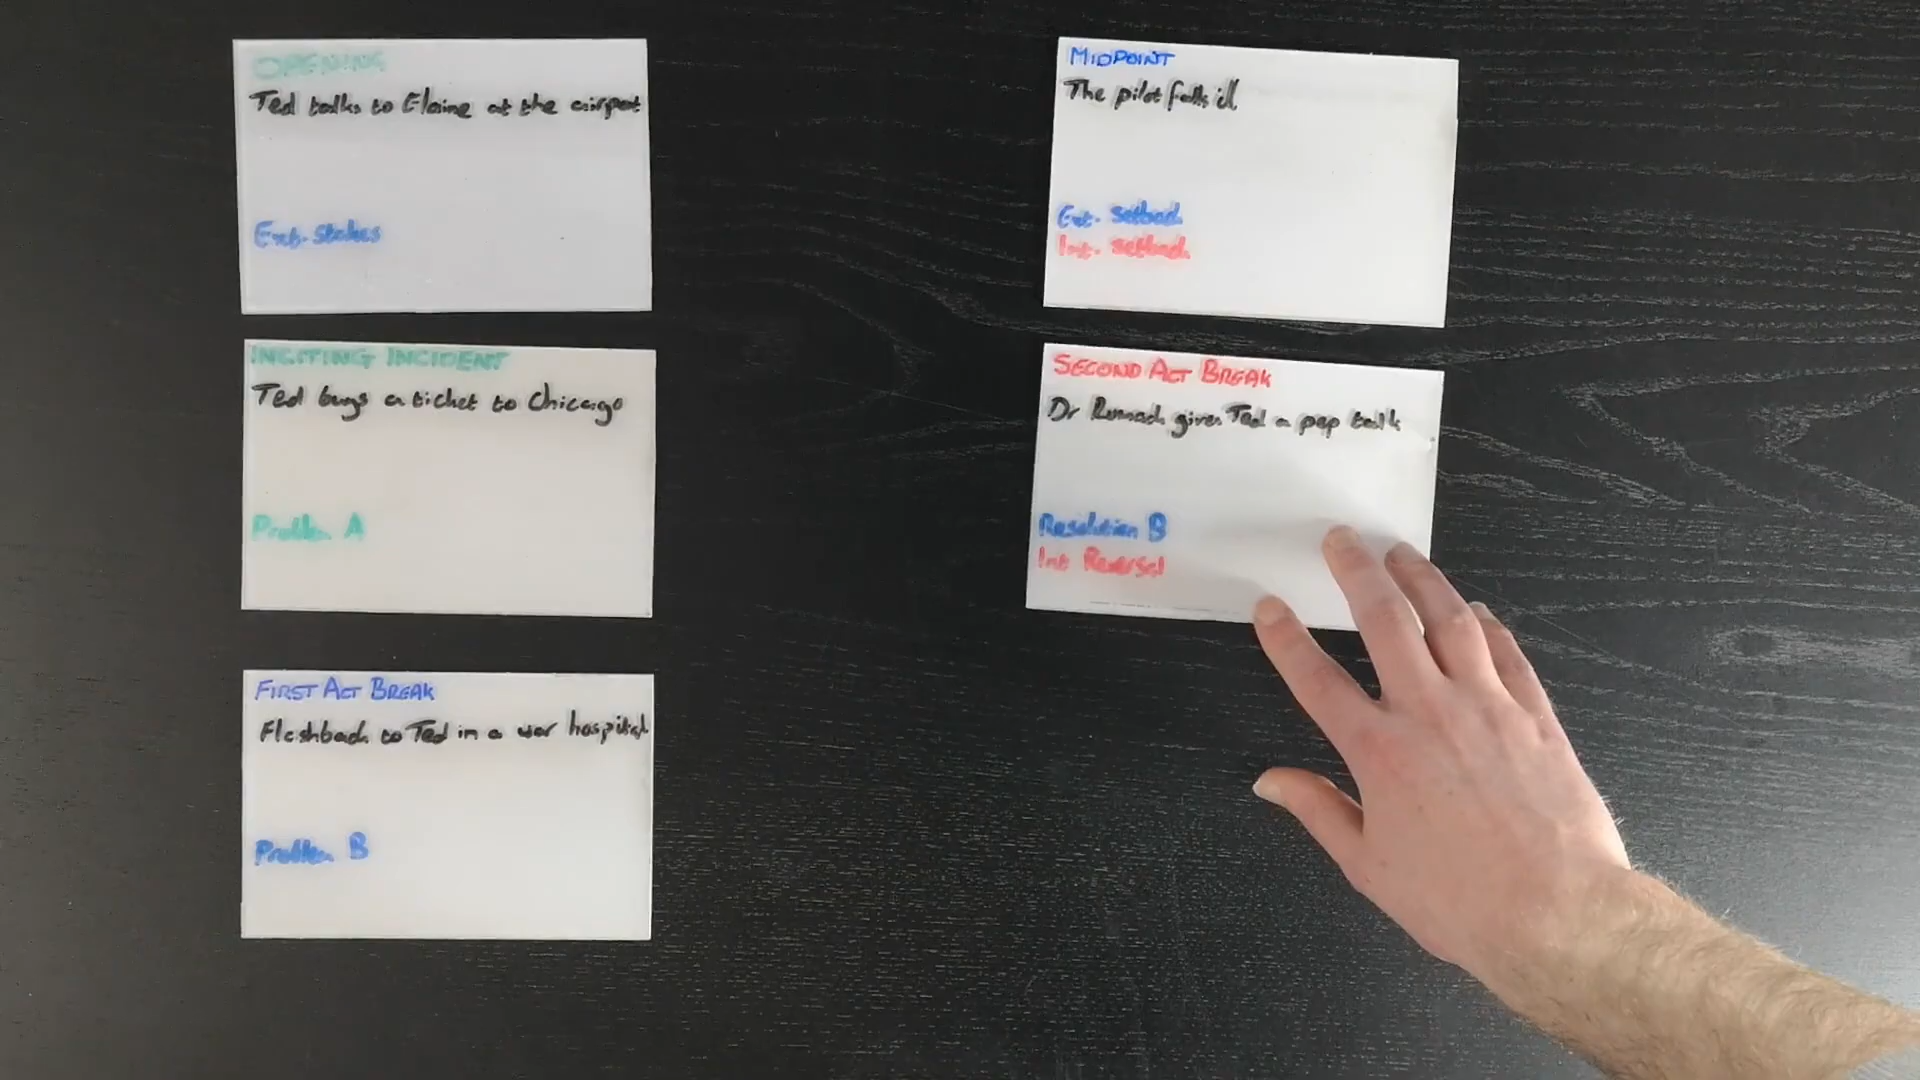 OPENING
Ted talks to Elaine at the airport
Ext. Stakes
INCITING INCIDENT
Ted buys a ticket to Chicago
Problem A
FIRST ACT BREAK
Flashback to Ted in a war hospital
Problem B
MIDPOINT
The pilot falls ill
Ext. setback
Int. setback
SECOND ACT BREAK
Dr Rumack gives Ted a pep talk
Resolution B
Int Reversal